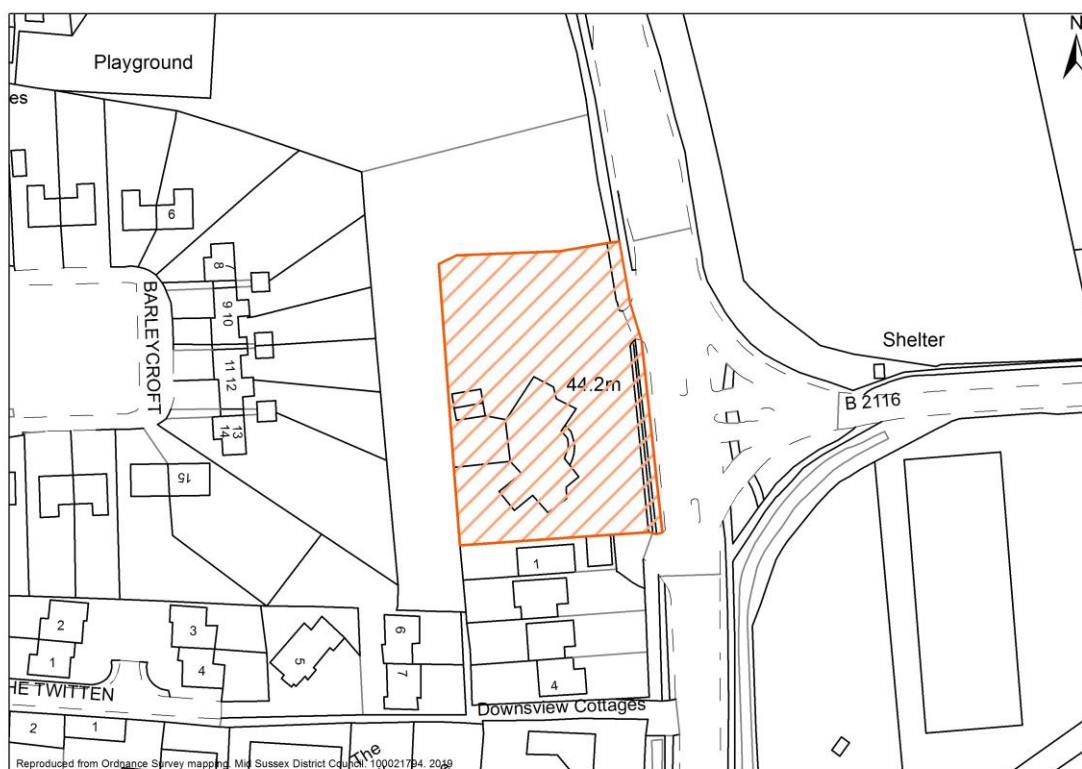 N
Playground
es
6
8
9 10
BARLEYCROFT
11 12
13
14
15
44.2m
Shelter
B 2116
1
2
1
3
4
5
6
7
4
HE TWITTEN
Downsview Cottages
2
1
The
Reproduced from Ordnance Survey mapping. Mid Sussex District Council. 100021794. 2019